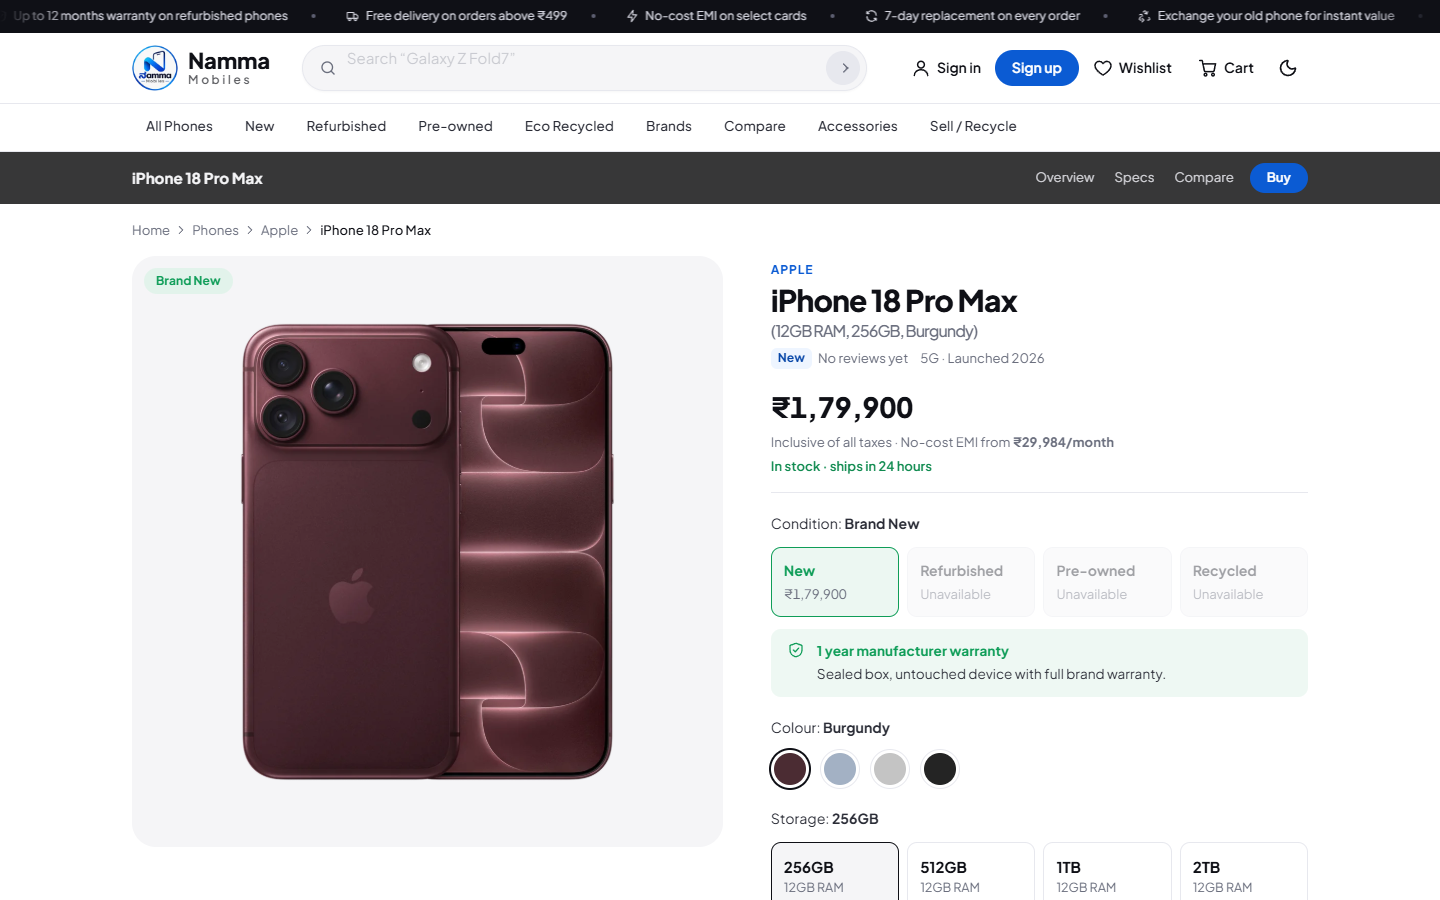 Up to 12 months warranty on refurbished phones
Free delivery on orders above ₹499
No-cost EMI on select cards
7-day replacement on every order
Exchange your old phone for instant value
Namma
Mobiles
Search “Galaxy Z Fold7”
Sign in
Sign up
Wishlist
Cart
All Phones
New
Refurbished
Pre-owned
Eco Recycled
Brands
Compare
Accessories
Sell / Recycle
iPhone 18 Pro Max
Overview
Specs
Compare
Buy
Home
Phones
Apple
iPhone 18 Pro Max
Brand New
APPLE
iPhone 18 Pro Max
(12GB RAM, 256GB, Burgundy)
New
No reviews yet
5G · Launched 2026
₹1,79,900
Inclusive of all taxes · No-cost EMI from ₹29,984/month
In stock · ships in 24 hours
Condition: Brand New
New
₹1,79,900
Refurbished
Unavailable
Pre-owned
Unavailable
Recycled
Unavailable
1 year manufacturer warranty
Sealed box, untouched device with full brand warranty.
Colour: Burgundy
Storage: 256GB
256GB
12GB RAM
512GB
12GB RAM
1TB
12GB RAM
2TB
12GB RAM